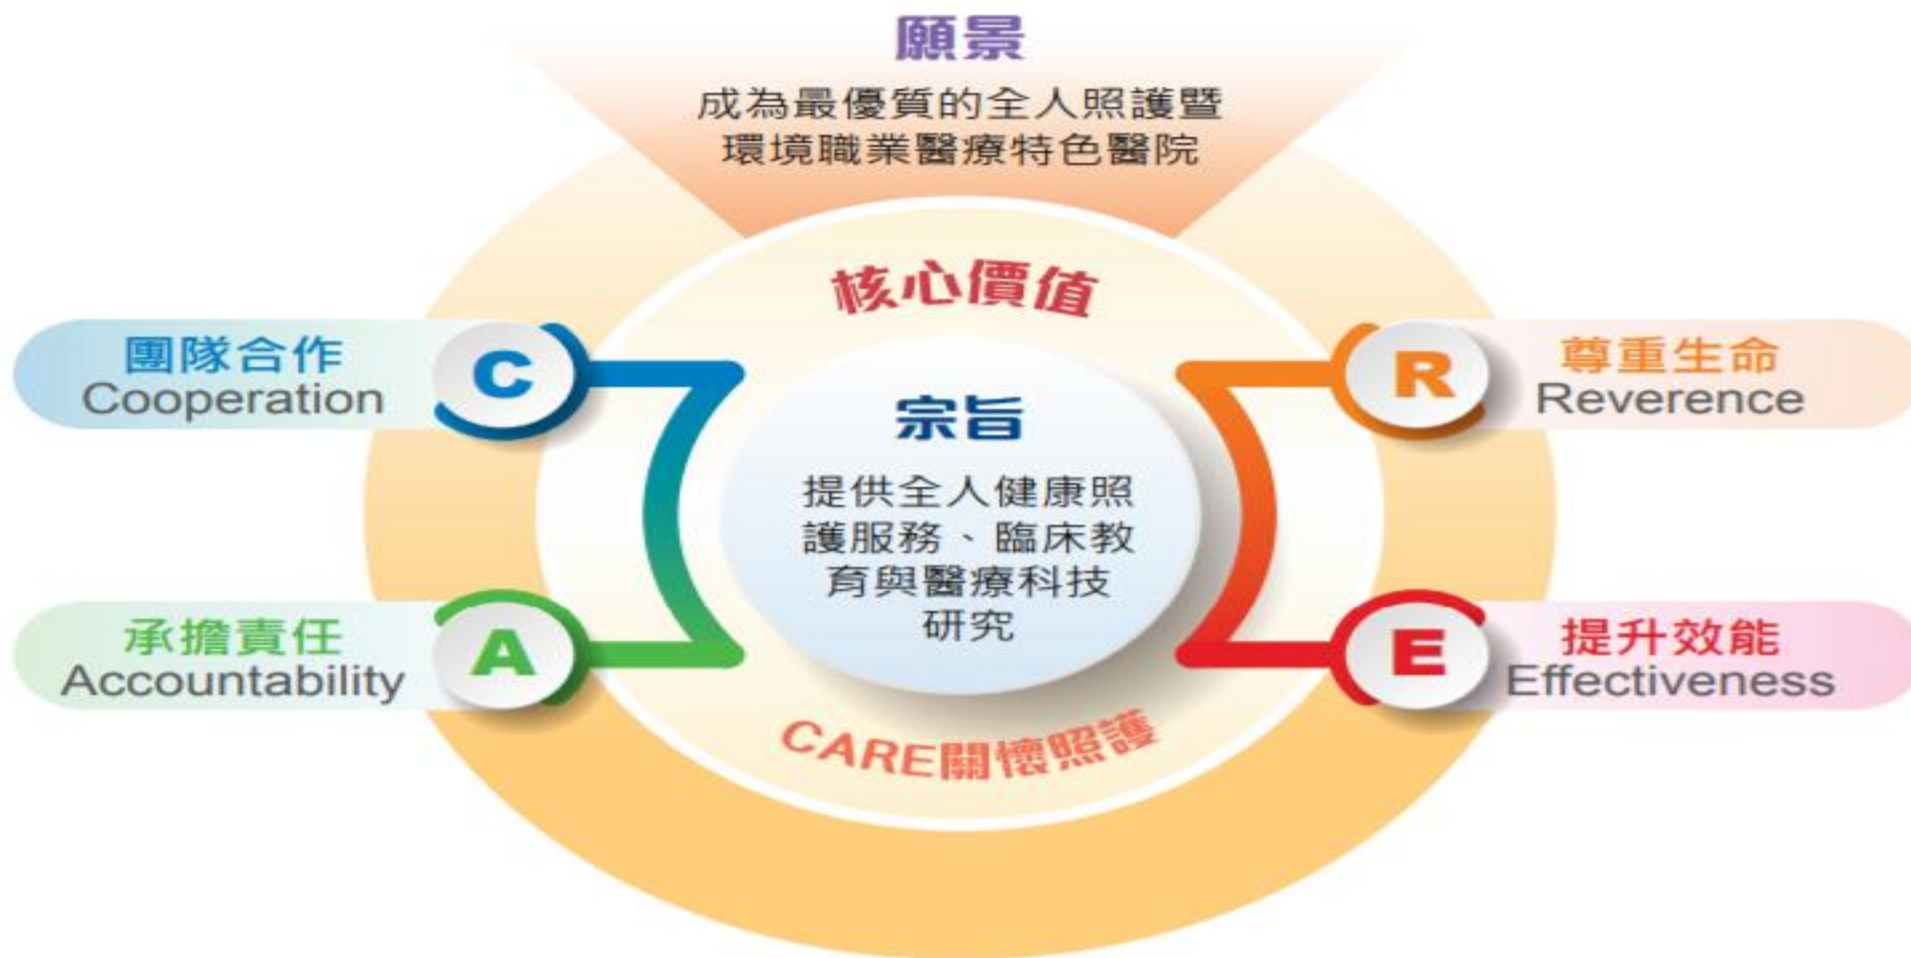 願景
成為最優質的全人照護暨
環境職業醫療特色醫院
核心價值
團隊合作
Cooperation
C
R
尊重生命
Reverence
宗旨
提供全人健康照
護服務、臨床教
育與醫療科技
研究
承擔責任
Accountability
A
E
提升效能
Effectiveness
CARE關懷照護